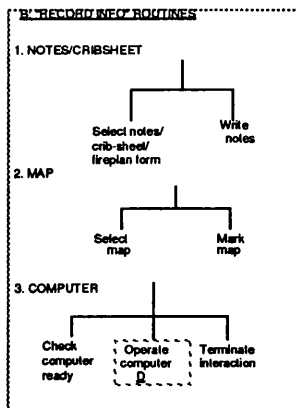 B. "RECORD INFO" ROUTINES
1. NOTES/CRIBSHEET
Select notes/
crib-sheet/
fireplan form
Write
notes
2. MAP
Select
map
Mark
map
3. COMPUTER
Check
computer
ready
Operate
computer
D
Terminate
interaction